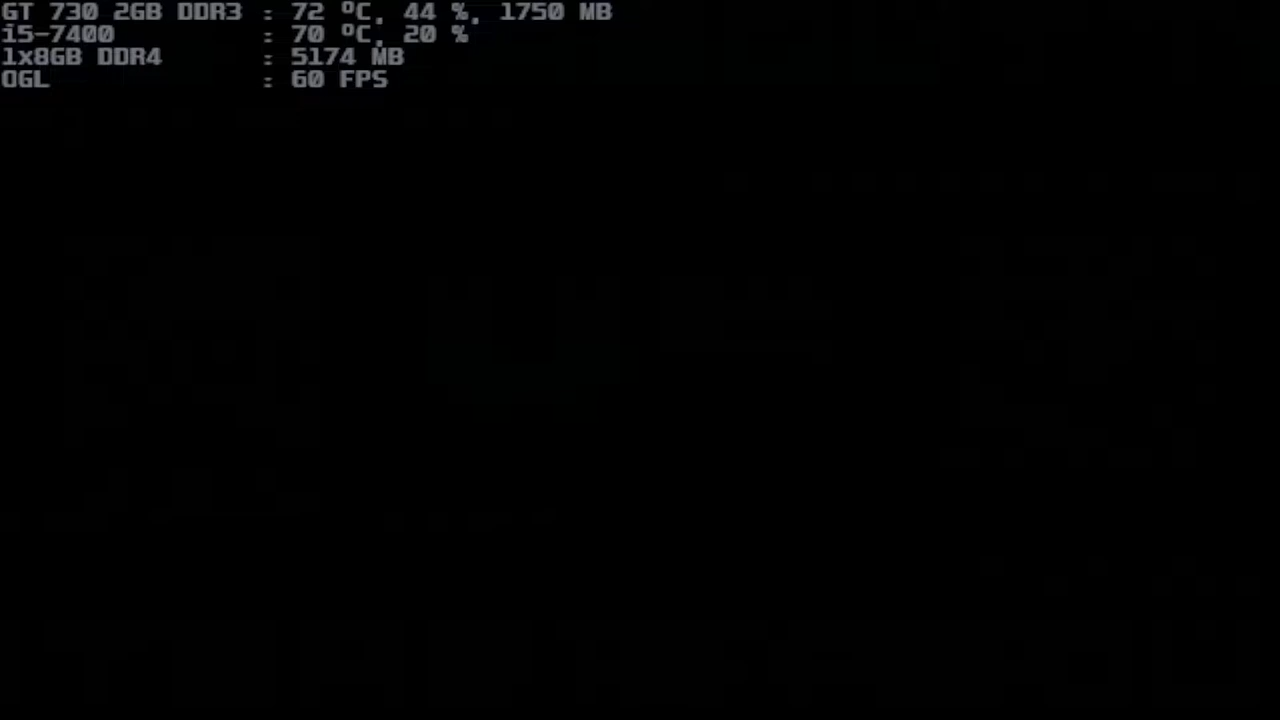 GT 730 2GB DDR3 : 72 ºC, 44 %, 1750 MB
i5-7400 : 70 ºC, 20 %
1x8GB DDR4 : 5174 MB
OGL : 60 FPS